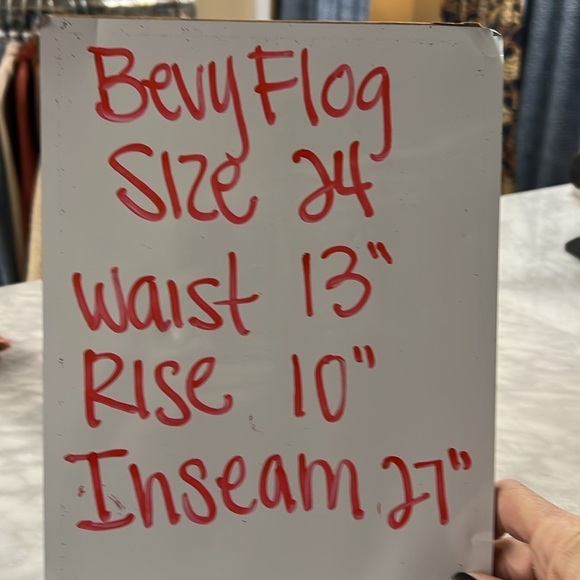 Bevy Flog
Size 24
Waist 13"
Rise 10"
Inseam 27"